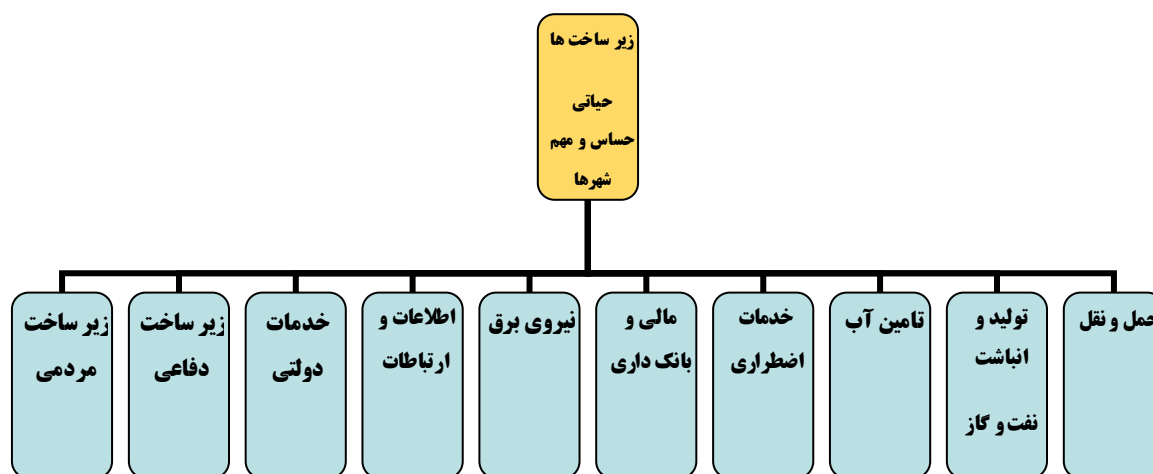 زیر ساخت ها
حیاتی
حساس و مهم
شهرها
حمل و نقل
تولید و
انباشت
نفت و گاز
تامین آب
خدمات
اضطراری
مالی و
بانک داری
نیروی برق
اطلاعات و
ارتباطات
خدمات
دولتی
زیر ساخت
دفاعی
زیر ساخت
مردمی